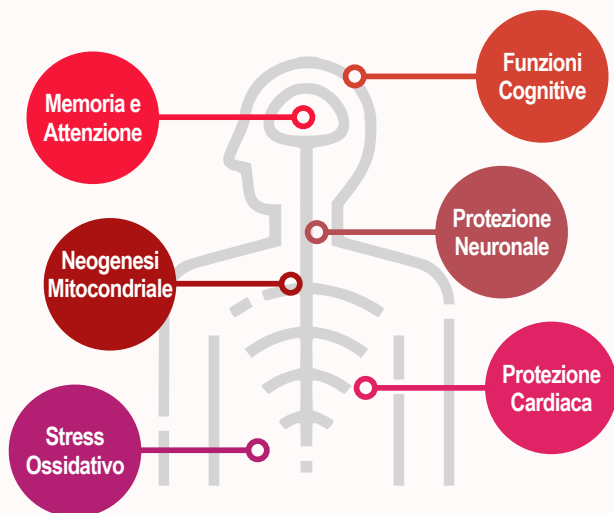 Memoria e
Attenzione
Funzioni
Cognitive
Neogenesi
Mitocondriale
Protezione
Neuronale
Stress
Ossidativo
Protezione
Cardiaca